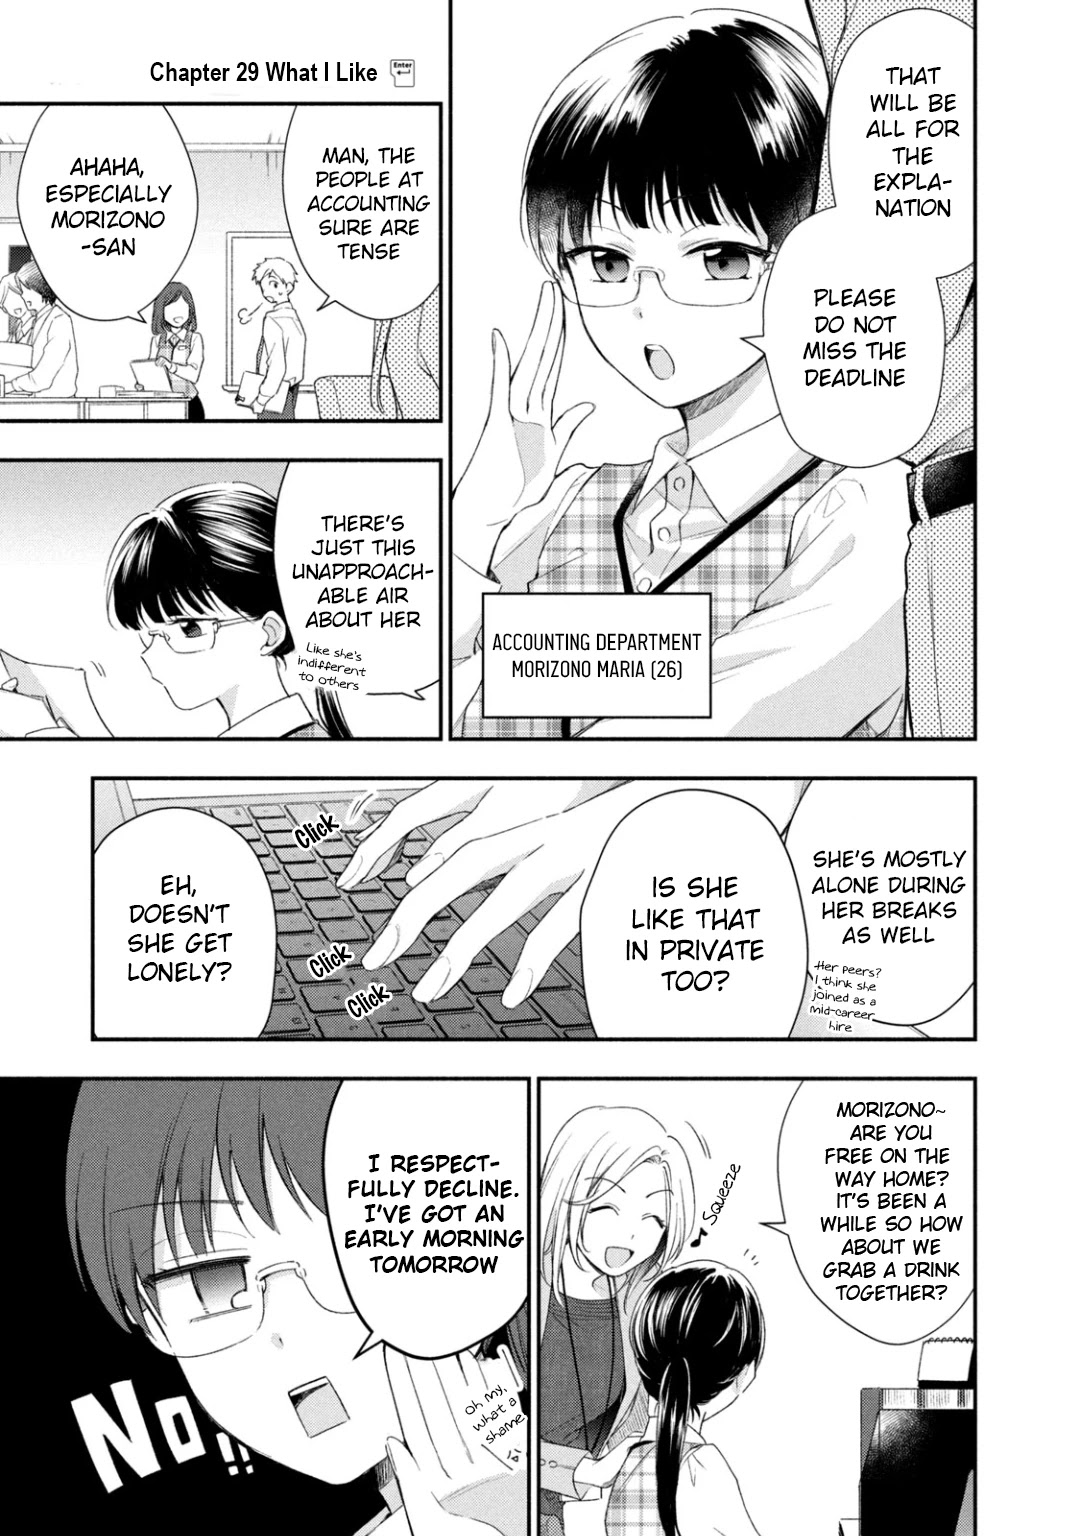 Chapter 29 What I Like
Enter
THAT
WILL BE
ALL FOR
THE
EXPLA-
NATION
PLEASE
DO NOT
MISS THE
DEADLINE
ACCOUNTING DEPARTMENT
MORIZONO MARIA (26)
MAN, THE
PEOPLE AT
ACCOUNTING
SURE ARE
TENSE
AHAHA,
ESPECIALLY
MORIZONO
-SAN
THERE'S
JUST THIS
UNAPPROACH-
ABLE AIR
ABOUT HER
Like she's
indifferent
to others
SHE'S MOSTLY
ALONE DURING
HER BREAKS
AS WELL
Her peers?
I think she
joined as a
mid-career
hire
IS SHE
LIKE THAT
IN PRIVATE
TOO?
Click
Click
Click
EH,
DOESN'T
SHE GET
LONELY?
MORIZONO~
ARE YOU
FREE ON THE
WAY HOME?
IT'S BEEN A
WHILE SO HOW
ABOUT WE
GRAB A DRINK
TOGETHER?
Squeeze
I RESPECT-
FULLY DECLINE.
I'VE GOT AN
EARLY MORNING
TOMORROW
Oh my,
what a
shame
No!!